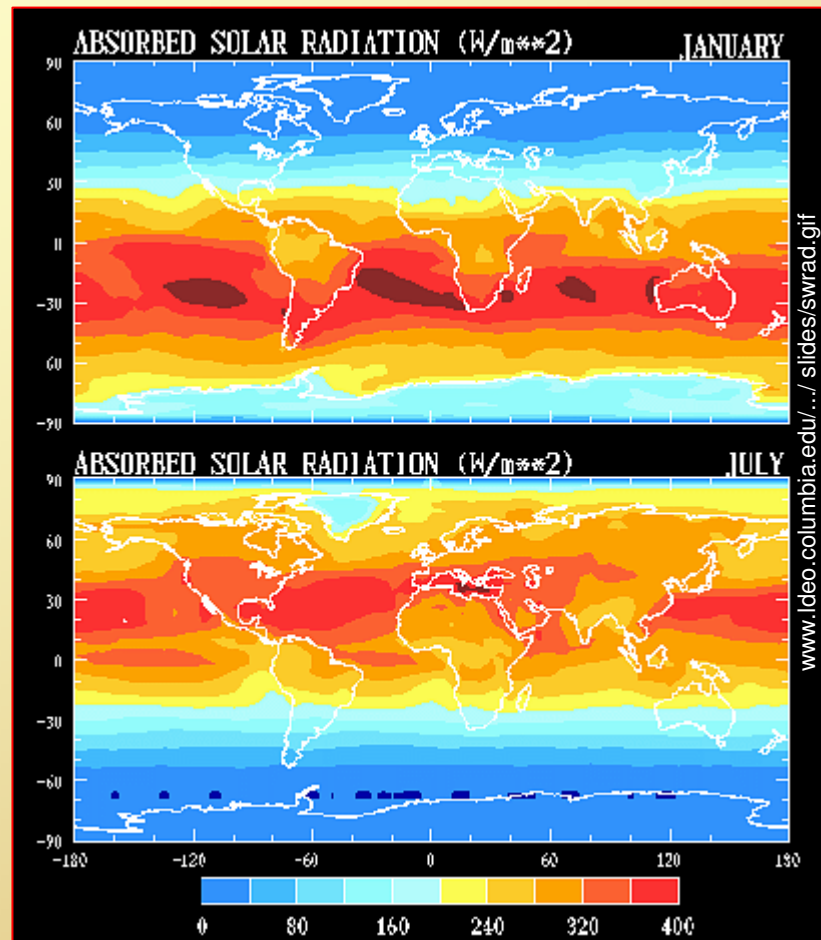 ABSORBED SOLAR RADIATION (W/m**2) JANUARY
90
60
30
0
-30
-60
-90
ABSORBED SOLAR RADIATION (W/m**2) JULY
90
60
30
0
-30
-60
-90
-180 -120 -60 0 60 120 180
0 80 160 240 320 400
www.ldeo.columbia.edu/.../ slides/swrad.gif